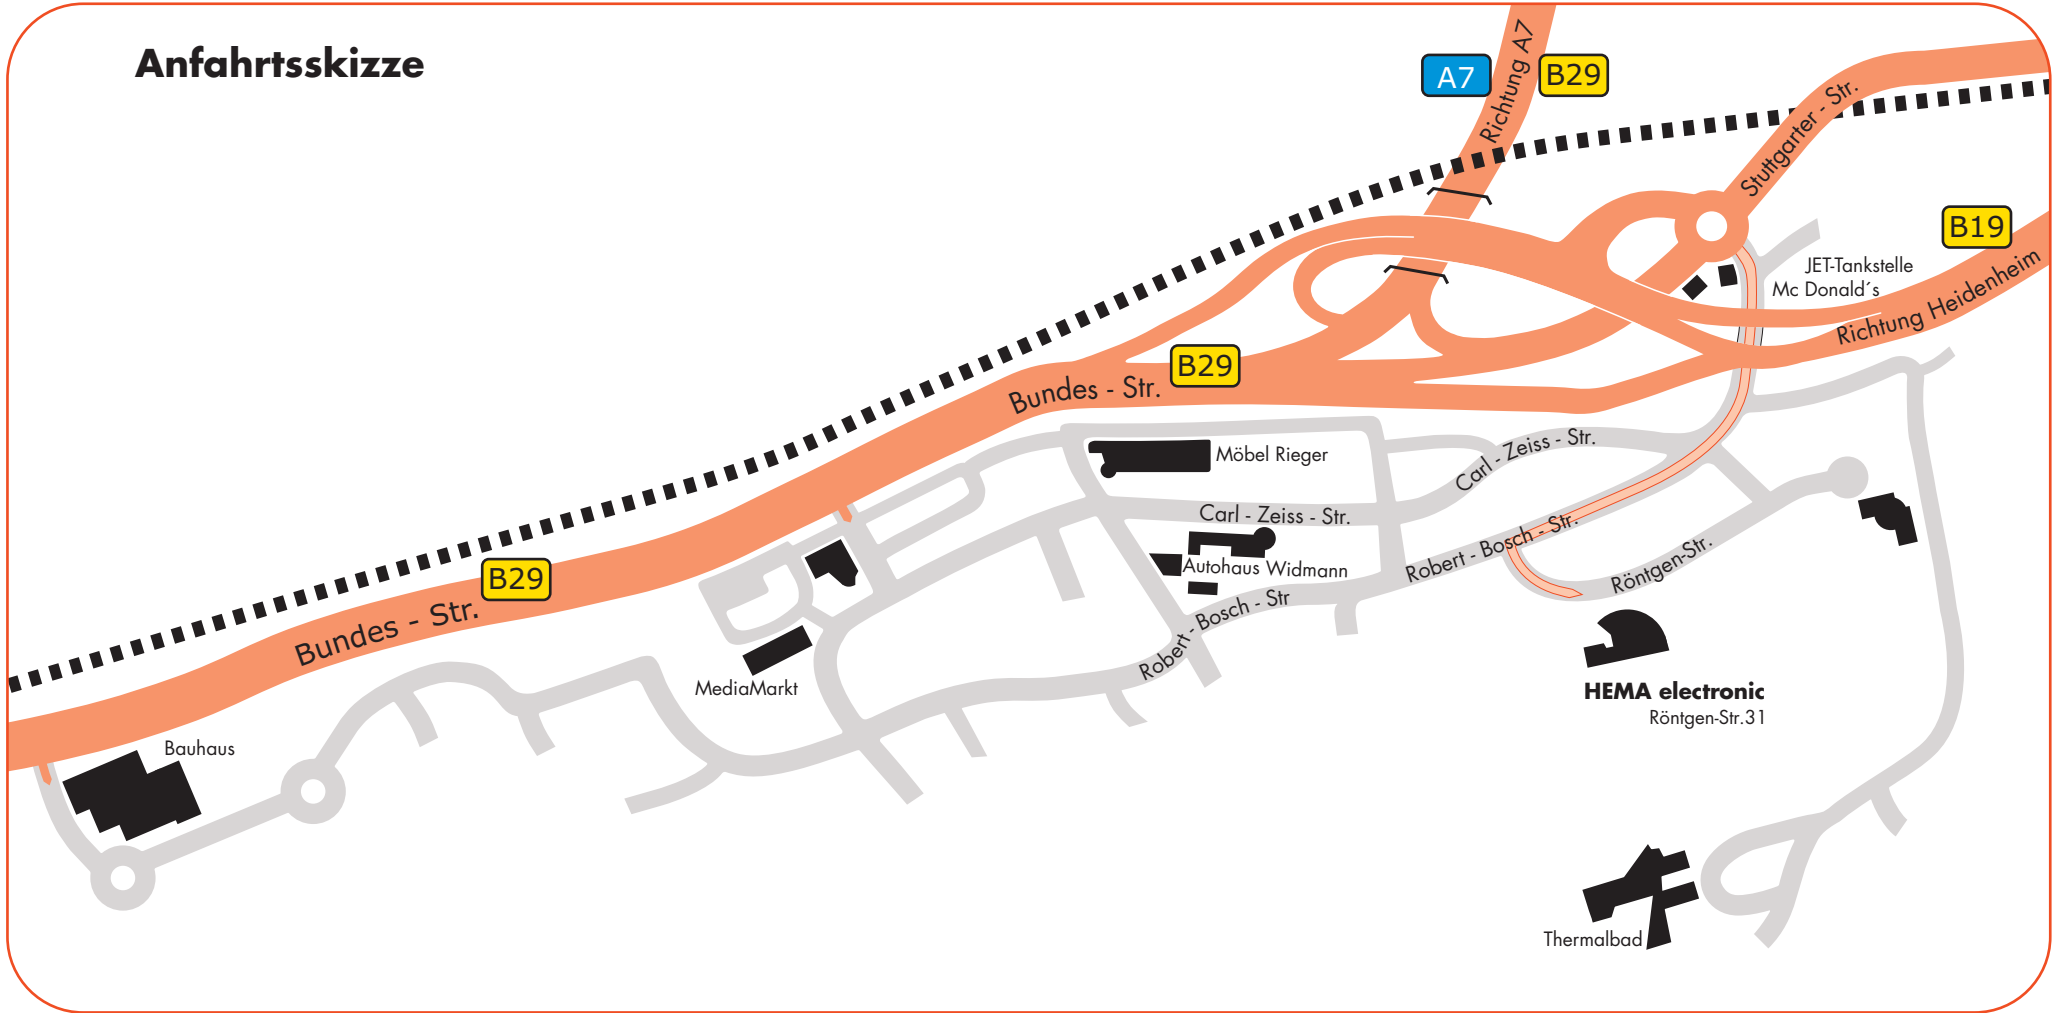 Anfahrtsskizze
A7
Richtung A7
B29
Stuttgarter - Str.
B19
JET-Tankstelle
Mc Donald´s
Richtung Heidenheim
B29
Bundes - Str.
Möbel Rieger
Carl - Zeiss - Str.
Carl - Zeiss - Str.
Robert - Bosch - Str.
Autohaus Widmann
Röntgen-Str.
B29
Bundes - Str.
Robert - Bosch - Str
MediaMarkt
HEMA electronic
Röntgen-Str.31
Bauhaus
Thermalbad